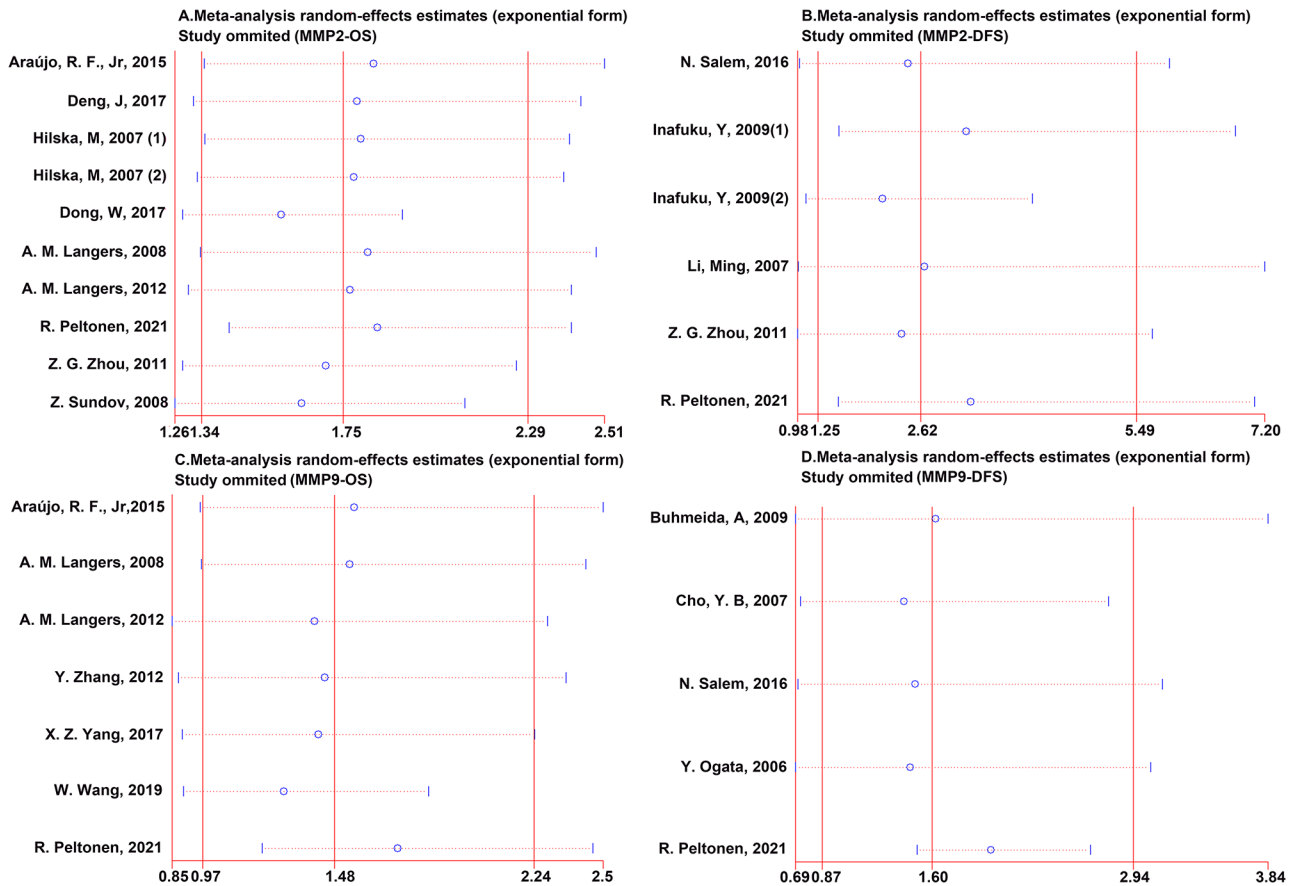 A.Meta-analysis random-effects estimates (exponential form)
Study ommited (MMP2-OS)
Araújo, R. F., Jr, 2015
Deng, J, 2017
Hilska, M, 2007 (1)
Hilska, M, 2007 (2)
Dong, W, 2017
A. M. Langers, 2008
A. M. Langers, 2012
R. Peltonen, 2021
Z. G. Zhou, 2011
Z. Sundov, 2008
1.26 1.34 1.75 2.29 2.51
B.Meta-analysis random-effects estimates (exponential form)
Study ommited (MMP2-DFS)
N. Salem, 2016
Inafuku, Y, 2009(1)
Inafuku, Y, 2009(2)
Li, Ming, 2007
Z. G. Zhou, 2011
R. Peltonen, 2021
0.98 1.25 2.62 5.49 7.20
C.Meta-analysis random-effects estimates (exponential form)
Study ommited (MMP9-OS)
Araújo, R. F., Jr,2015
A. M. Langers, 2008
A. M. Langers, 2012
Y. Zhang, 2012
X. Z. Yang, 2017
W. Wang, 2019
R. Peltonen, 2021
0.85 0.97 1.48 2.24 2.5
D.Meta-analysis random-effects estimates (exponential form)
Study ommited (MMP9-DFS)
Buhmeida, A, 2009
Cho, Y. B, 2007
N. Salem, 2016
Y. Ogata, 2006
R. Peltonen, 2021
0.69 0.87 1.60 2.94 3.84